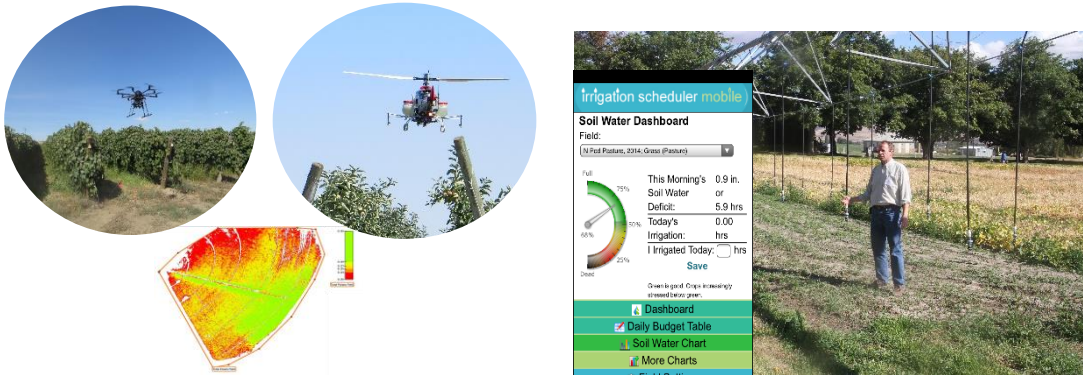 irrigation scheduler mobile
Soil Water Dashboard
Field:
N Pod Pasture, 2014; Grass (Pasture)
Full
75%
50%
68%
25%
Dead
This Morning's 0.9 in.
Soil Water or
Deficit: 5.9 hrs
Today's 0.00
Irrigation: hrs
I Irrigated Today: hrs
Save
Green is good. Crops increasingly
stressed below green.
Dashboard
Daily Budget Table
Soil Water Chart
More Charts